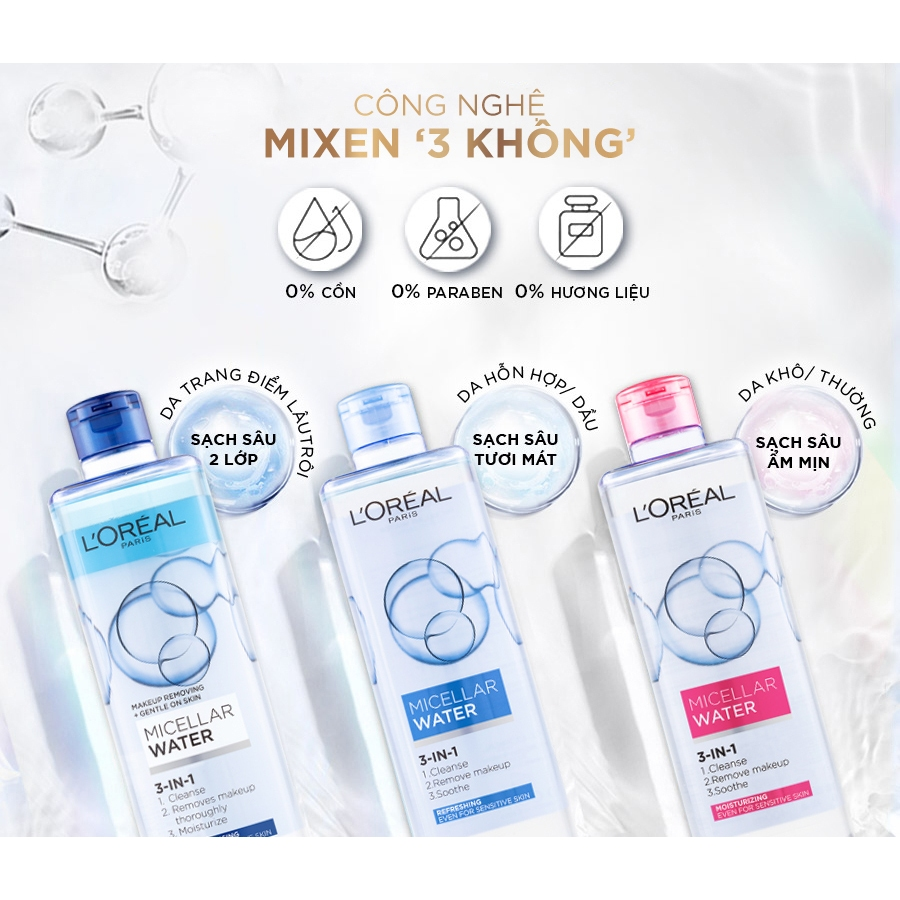 CÔNG NGHỆ
MIXEN ‘3 KHÔNG’
0% CỒN
0% PARABEN
0% HƯƠNG LIỆU
DA TRANG ĐIỂM LÂUTRÔI
SẠCH SÂU
2 LỚP
L'ORÉAL
PARIS
MAKEUP REMOVING
+ GENTLE ON SKIN
MICELLAR
WATER
3-IN-1
1. Cleanse
2. Removes makeup
thoroughly
3. Moisturize
DA HỖN HỢP/ DẦU
SẠCH SÂU
TƯƠI MÁT
L'ORÉAL
PARIS
MICELLAR
WATER
3-IN-1
1.Cleanse
2.Remove makeup
3.Soothe
REFRESHING
EVEN FOR SENSITIVE SKIN
DA KHÔ/ THƯỜNG
SẠCH SÂU
ẨM MỊN
L'ORÉAL
PARIS
MICELLAR
WATER
3-IN-1
1.Cleanse
2.Remove makeup
3.Soothe
MOISTURIZING
EVEN FOR SENSITIVE SKIN